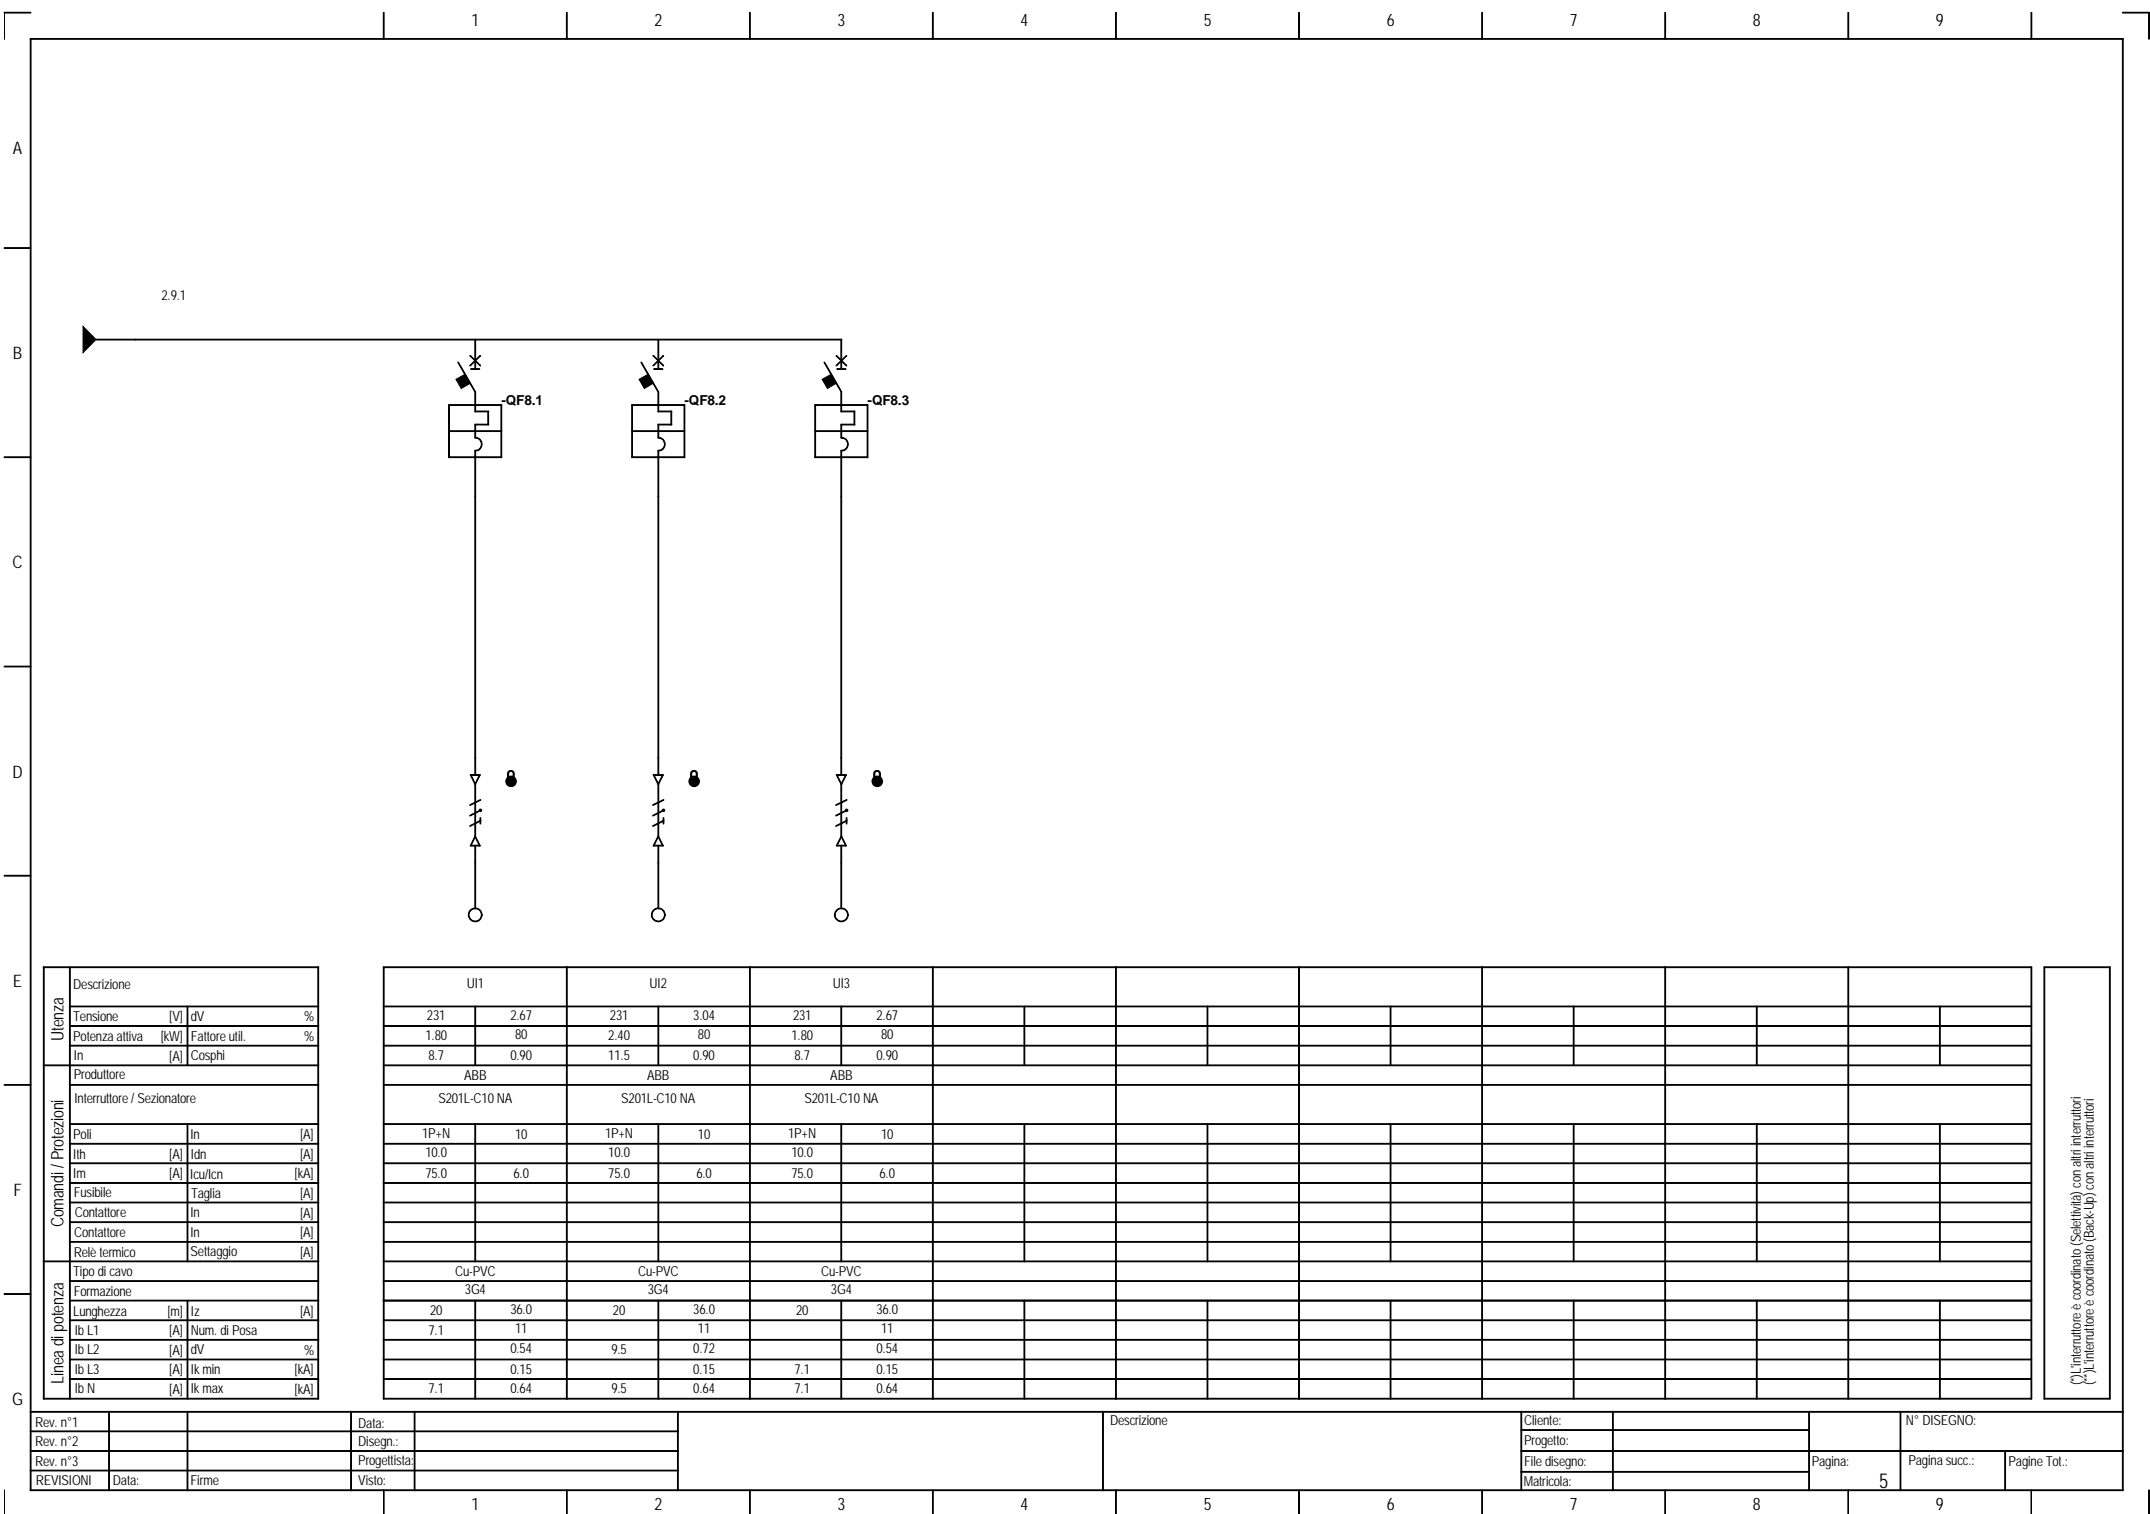 1 2 3 4 5 6 7 8 9
A
2.9.1
B
-QF8.1 -QF8.2 -QF8.3
C
D
E
Utenza
Descrizione UI1 UI2 UI3
Tensione [V] dV % 231 2.67 231 3.04 231 2.67
Potenza attiva [kW] Fattore util. % 1.80 80 2.40 80 1.80 80
In [A] Cosphi 8.7 0.90 11.5 0.90 8.7 0.90
Comandi / Protezioni
Produttore ABB ABB ABB
Interruttore / Sezionatore S201L-C10 NA S201L-C10 NA S201L-C10 NA
Poli In [A] 1P+N 10 1P+N 10 1P+N 10
Ith [A] Idn [A] 10.0 10.0 10.0
Im [A] Icu/Icn [kA] 75.0 6.0 75.0 6.0 75.0 6.0
F
Fusibile Taglia [A]
Contattore In [A]
Contattore In [A]
Relè termico Settaggio [A]
Linea di potenza
Tipo di cavo Cu-PVC Cu-PVC Cu-PVC
Formazione 3G4 3G4 3G4
Lunghezza [m] Iz [A] 20 36.0 20 36.0 20 36.0
Ib L1 [A] Num. di Posa 7.1 11 11 11
Ib L2 [A] dV % 0.54 9.5 0.72 0.54
Ib L3 [A] Ik min [kA] 0.15 0.15 7.1 0.15
Ib N [A] Ik max [kA] 7.1 0.64 9.5 0.64 7.1 0.64
G
(*)L'interruttore è coordinato (Selettività) con altri interruttori
(**)L'interruttore è coordinato (Back-Up) con altri interruttori
Rev. n°1 Data: Descrizione Cliente: N° DISEGNO:
Rev. n°2 Disegn.: Progetto:
Rev. n°3 Progettista: File disegno: Pagina: Pagina succ.: Pagine Tot.:
REVISIONI Data: Firme Visto: Matricola: 5
1 2 3 4 5 6 7 8 9